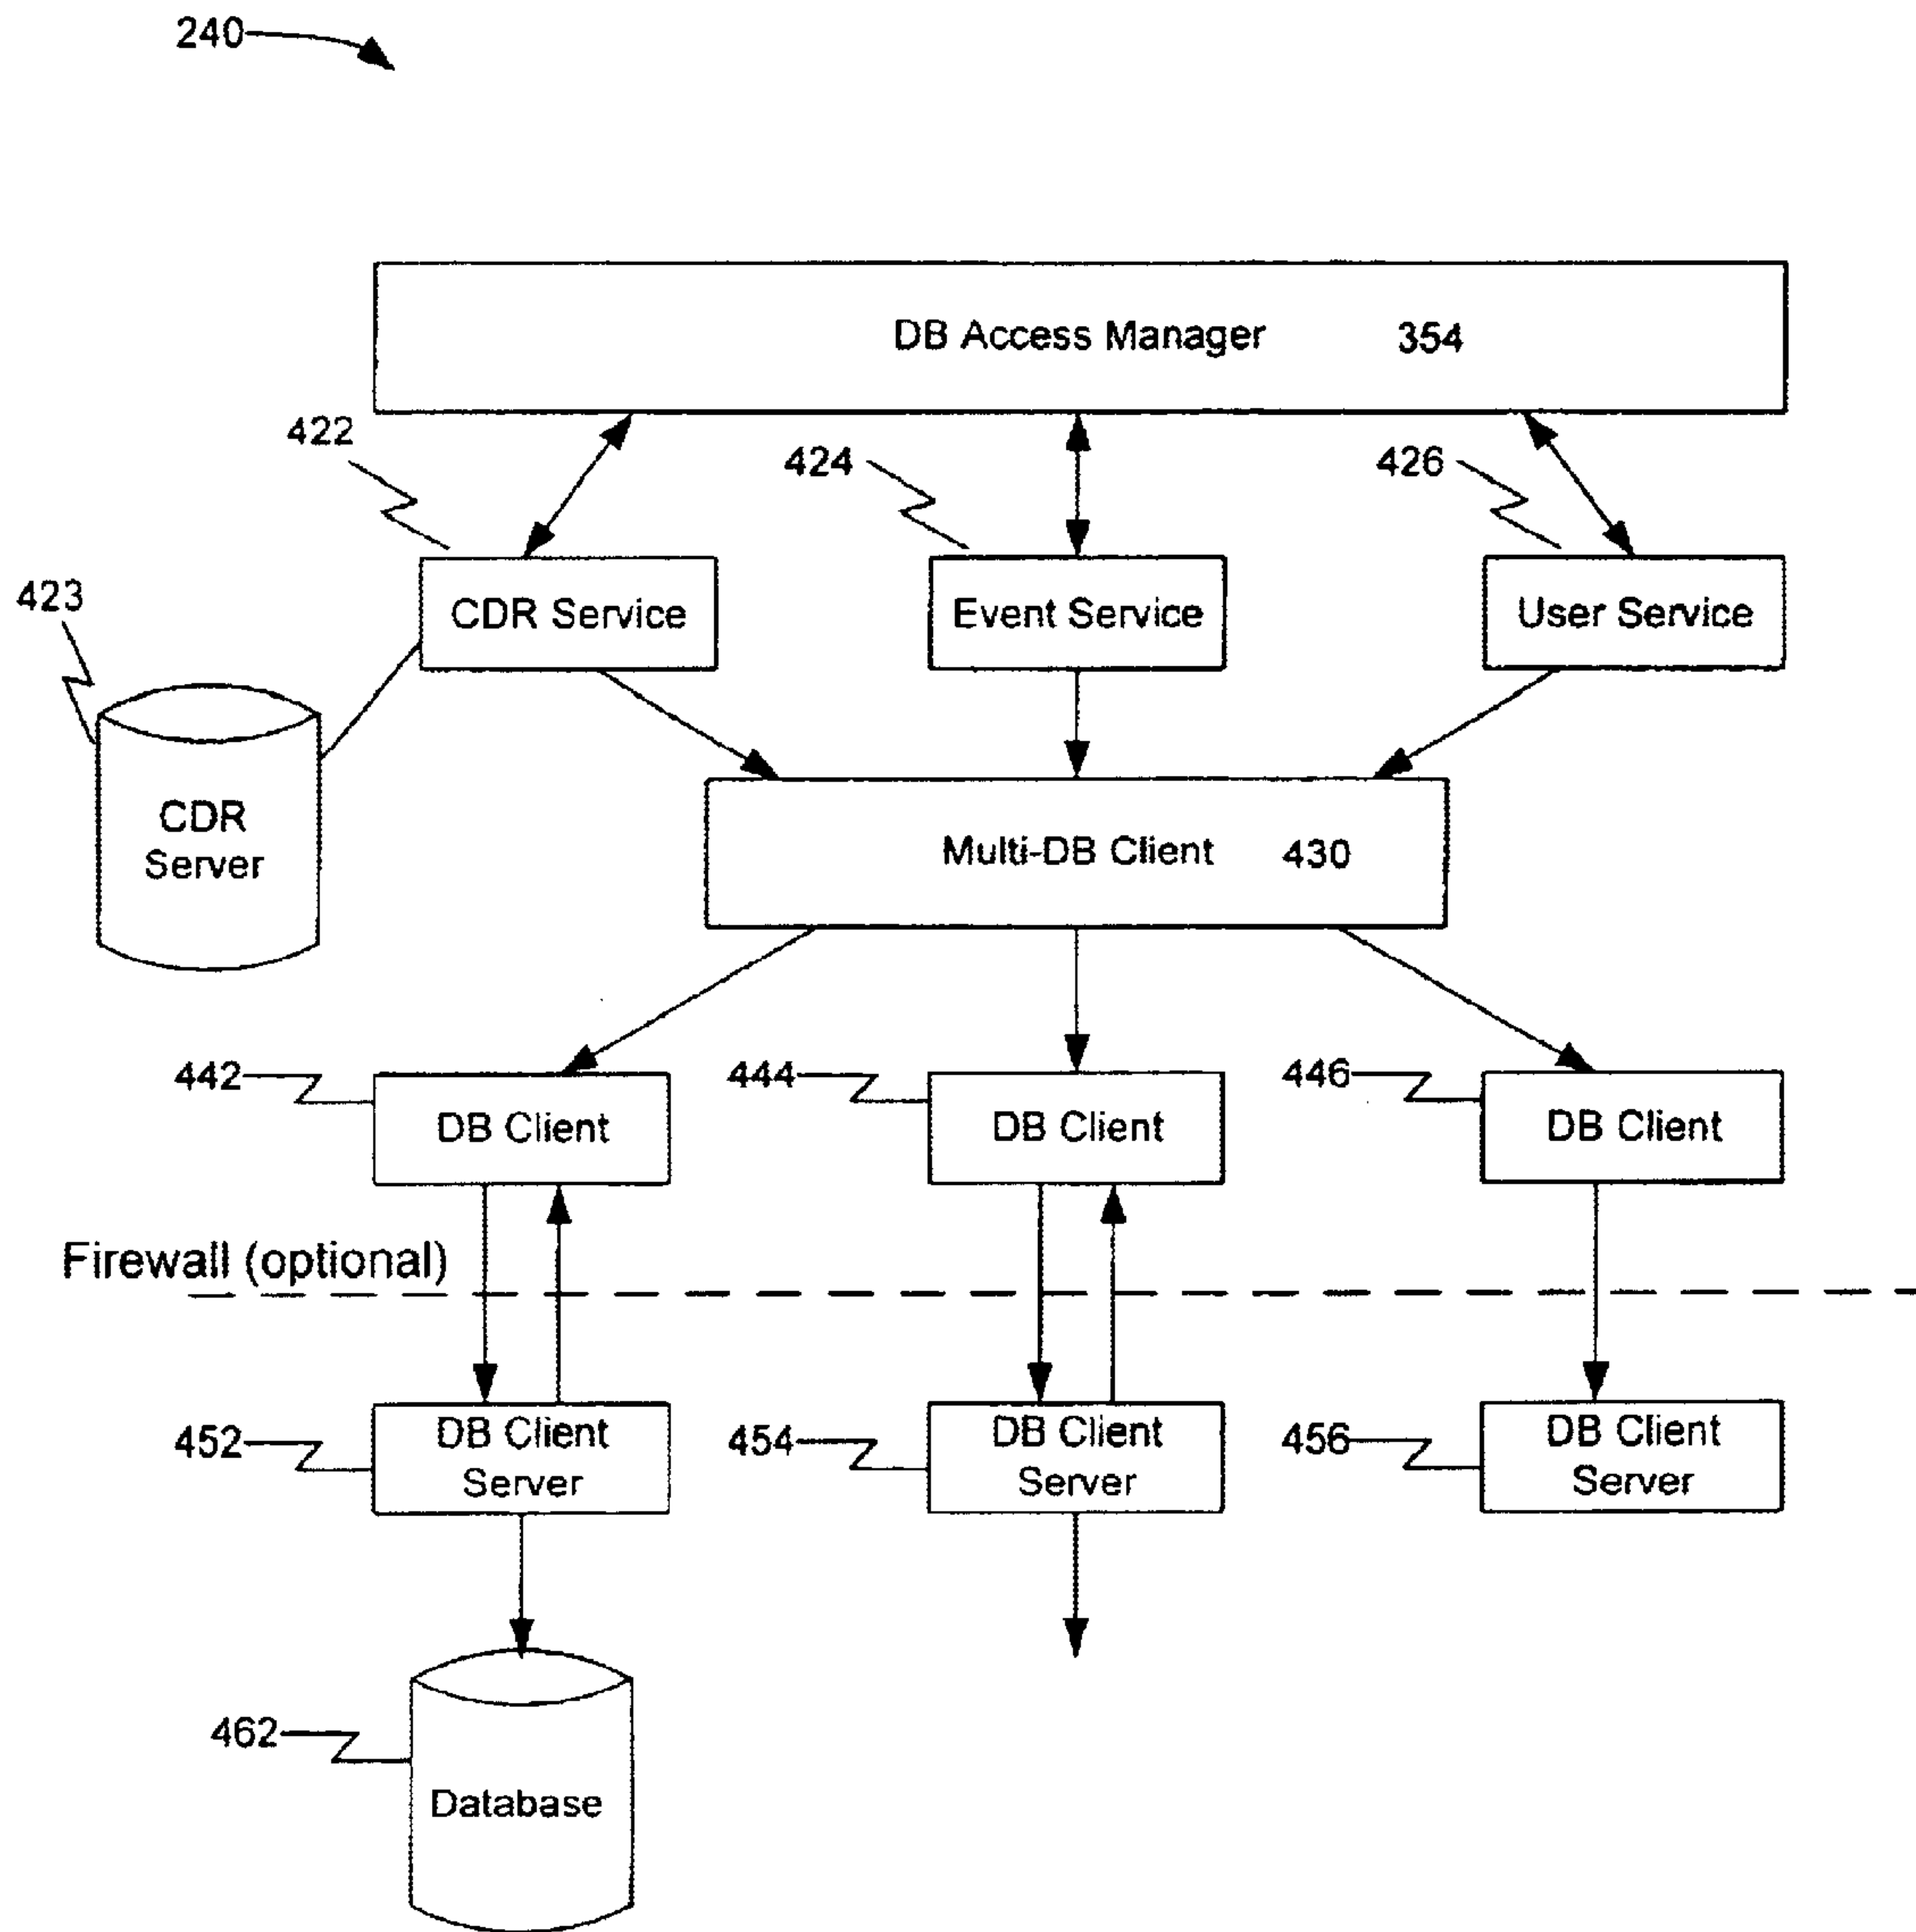 240
DB Access Manager 354
422
424
426
423
CDR Service
Event Service
User Service
CDR
Server
Multi-DB Client 430
442
444
446
DB Client
DB Client
DB Client
Firewall (optional)
452
454
456
DB Client
Server
DB Client
Server
DB Client
Server
462
Database